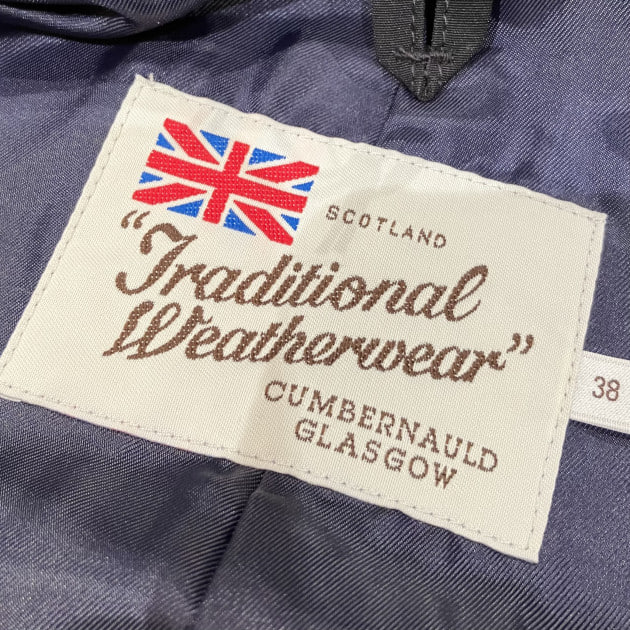 SCOTLAND
"Traditional
Weatherwear"
CUMBERNAULD
GLASGOW
38